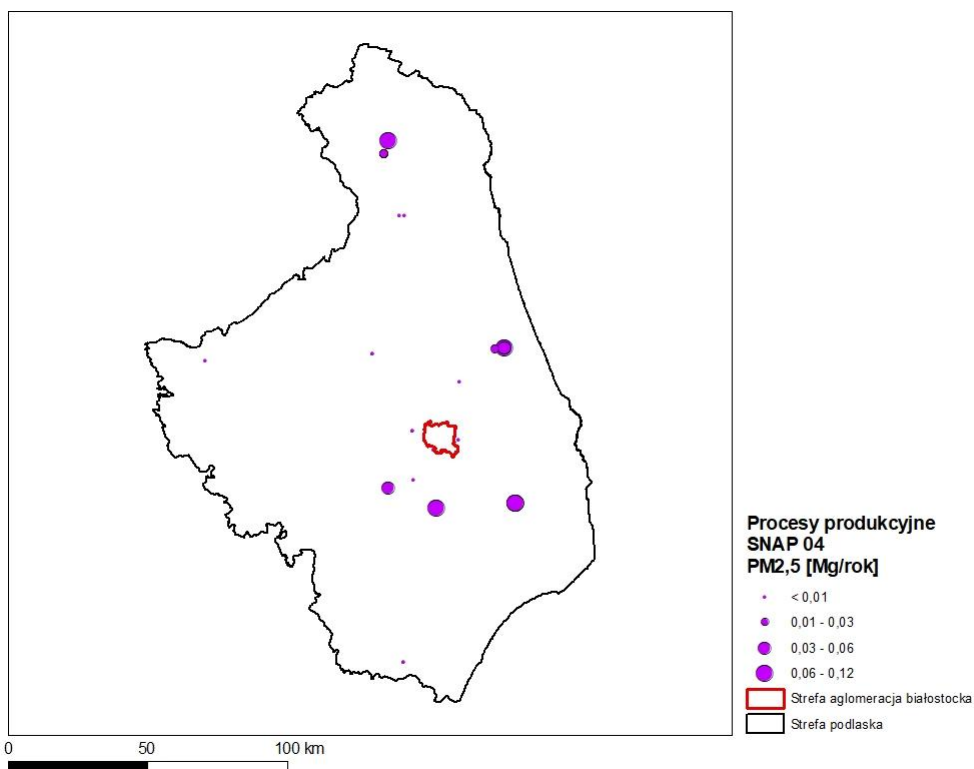 Procesy produkcyjne
SNAP 04
PM2,5 [Mg/rok]
< 0,01
0,01 - 0,03
0,03 - 0,06
0,06 - 0,12
Strefa aglomeracja białostocka
Strefa podlaska
0 50 100 km